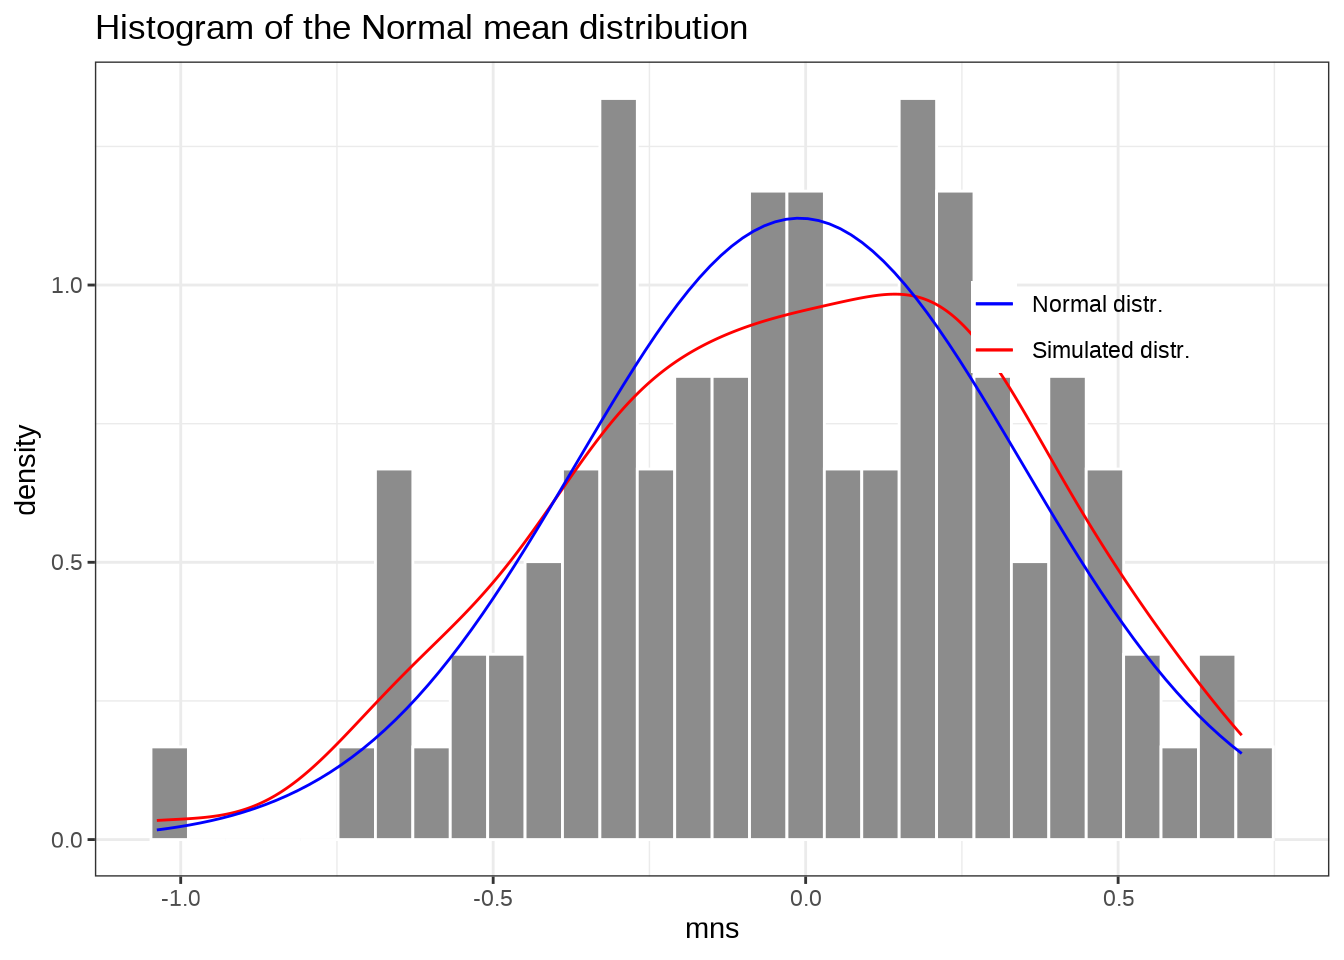 Histogram of the Normal mean distribution
density
1.0
0.5
0.0
Normal distr.
Simulated distr.
-1.0 -0.5 0.0 0.5
mns